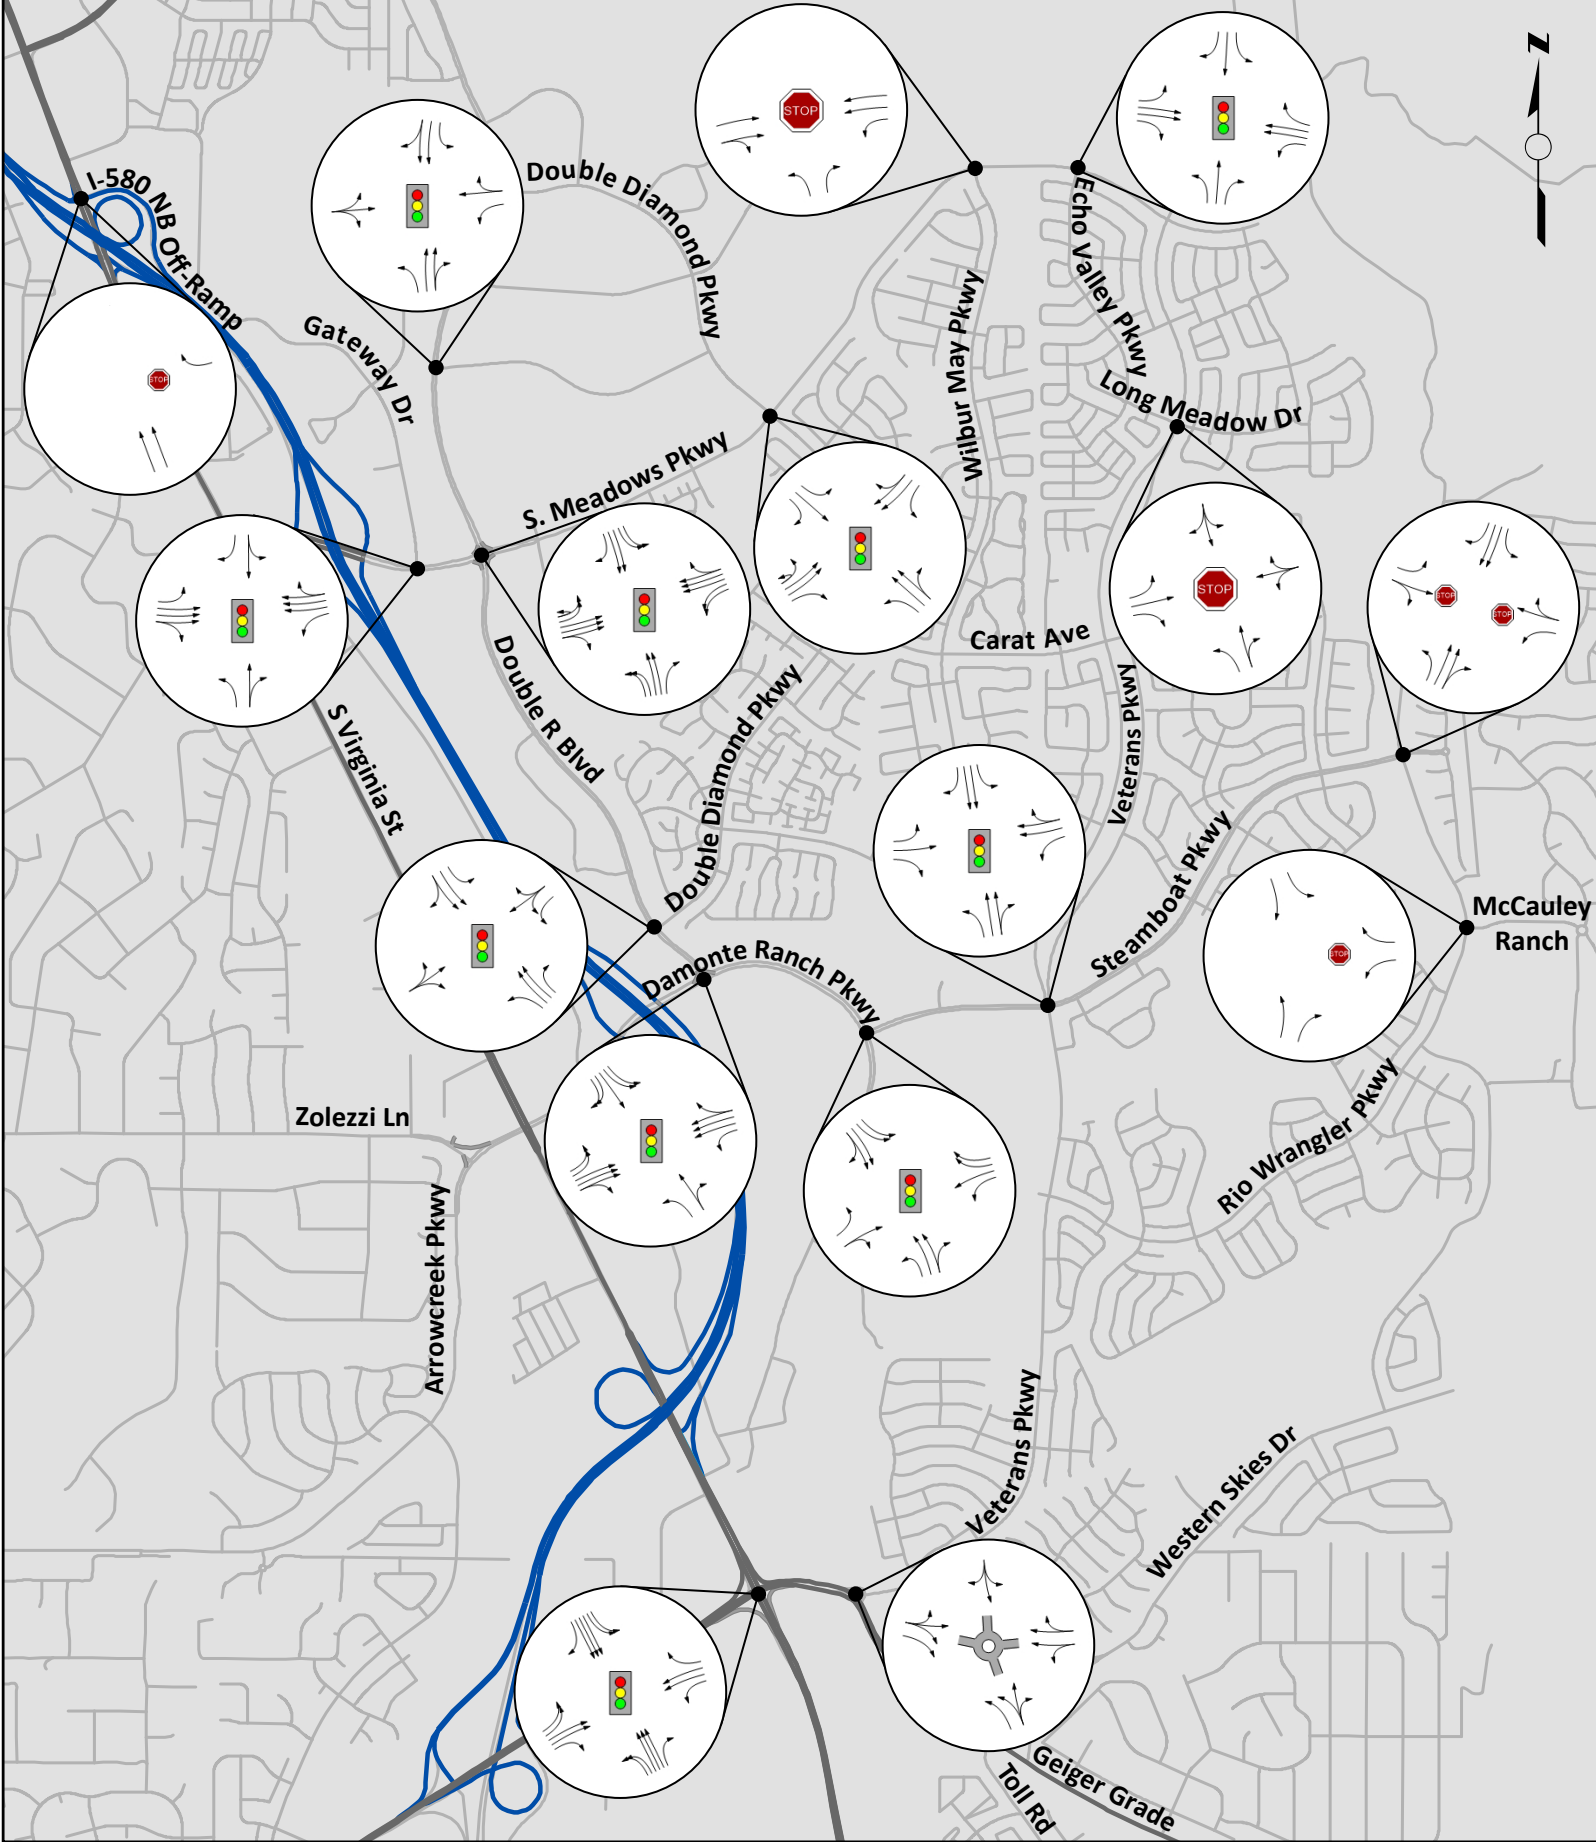 STOP
N
I-580 NB Off-Ramp
Double Diamond Pkwy
Echo Valley Pkwy
Gateway Dr
STOP
Wilbur May Pkwy
Long Meadow Dr
S. Meadows Pkwy
STOP
STOP
STOP
Carat Ave
Double R Blvd
Double Diamond Pkwy
Veterans Pkwy
S Virginia St
Steamboat Pkwy
McCauley
Ranch
STOP
Damonte Ranch Pkwy
Zolezzi Ln
Rio Wrangler Pkwy
Arrowcreek Pkwy
Veterans Pkwy
Western Skies Dr
Geiger Grade
Toll Rd